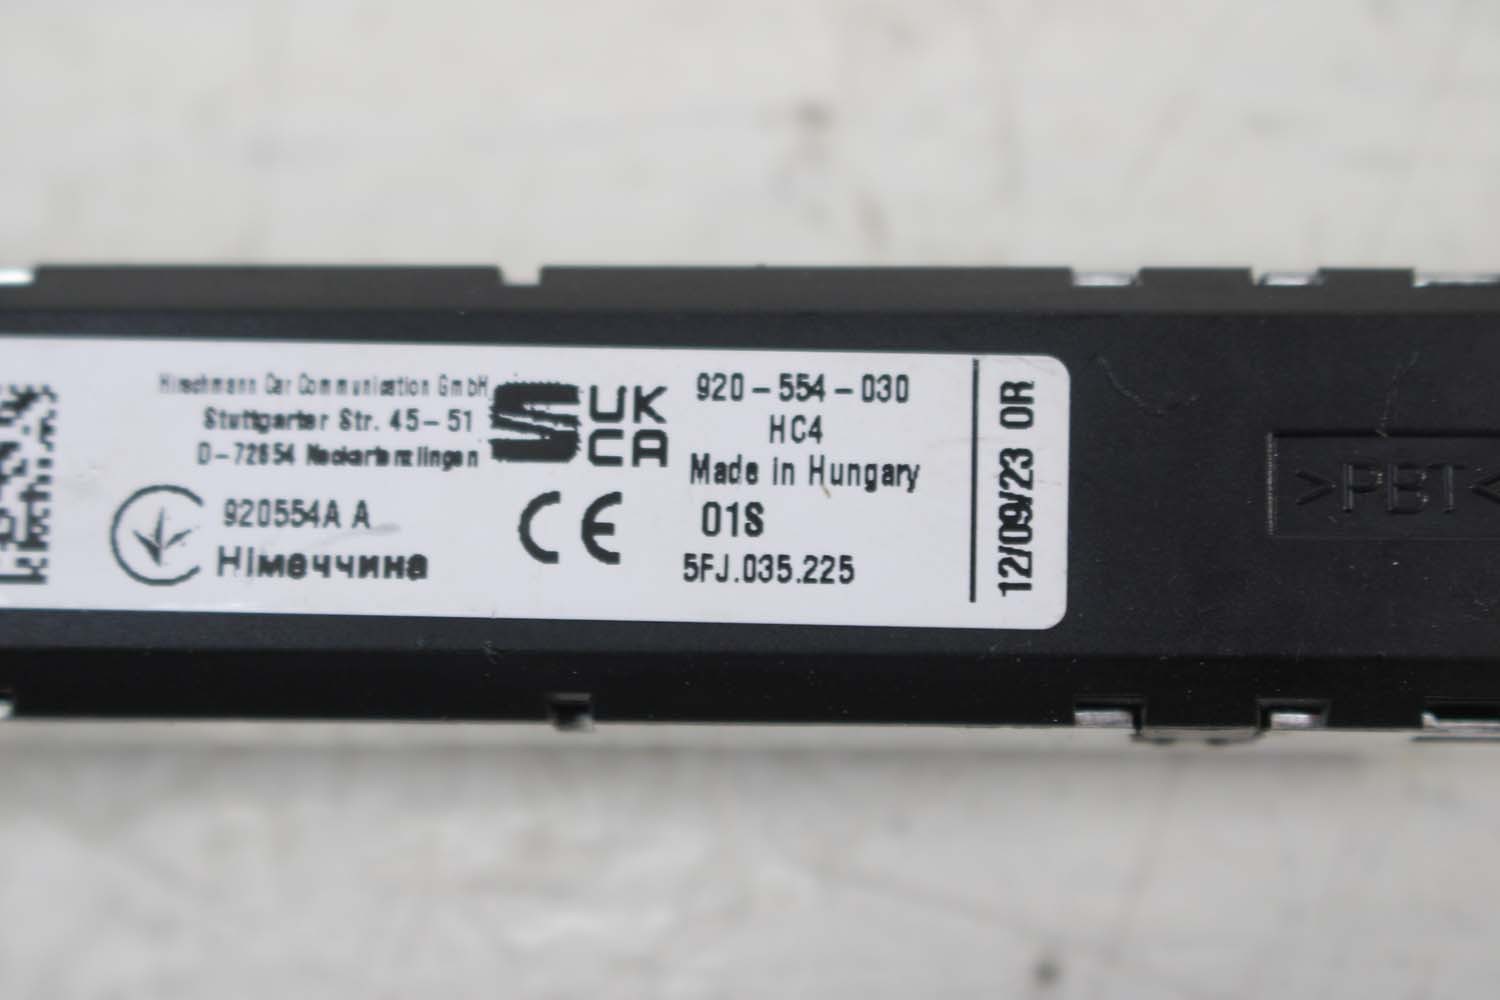 Hirschmann Car Communication GmbH
Stuttgarter Str. 45-51
D-72654 Neckartenzlingen
920554A A
Німеччина
UK
CA
CE
920-554-030
HC4
Made in Hungary
01S
5FJ.035.225
12/09/23 0R
>PBT<